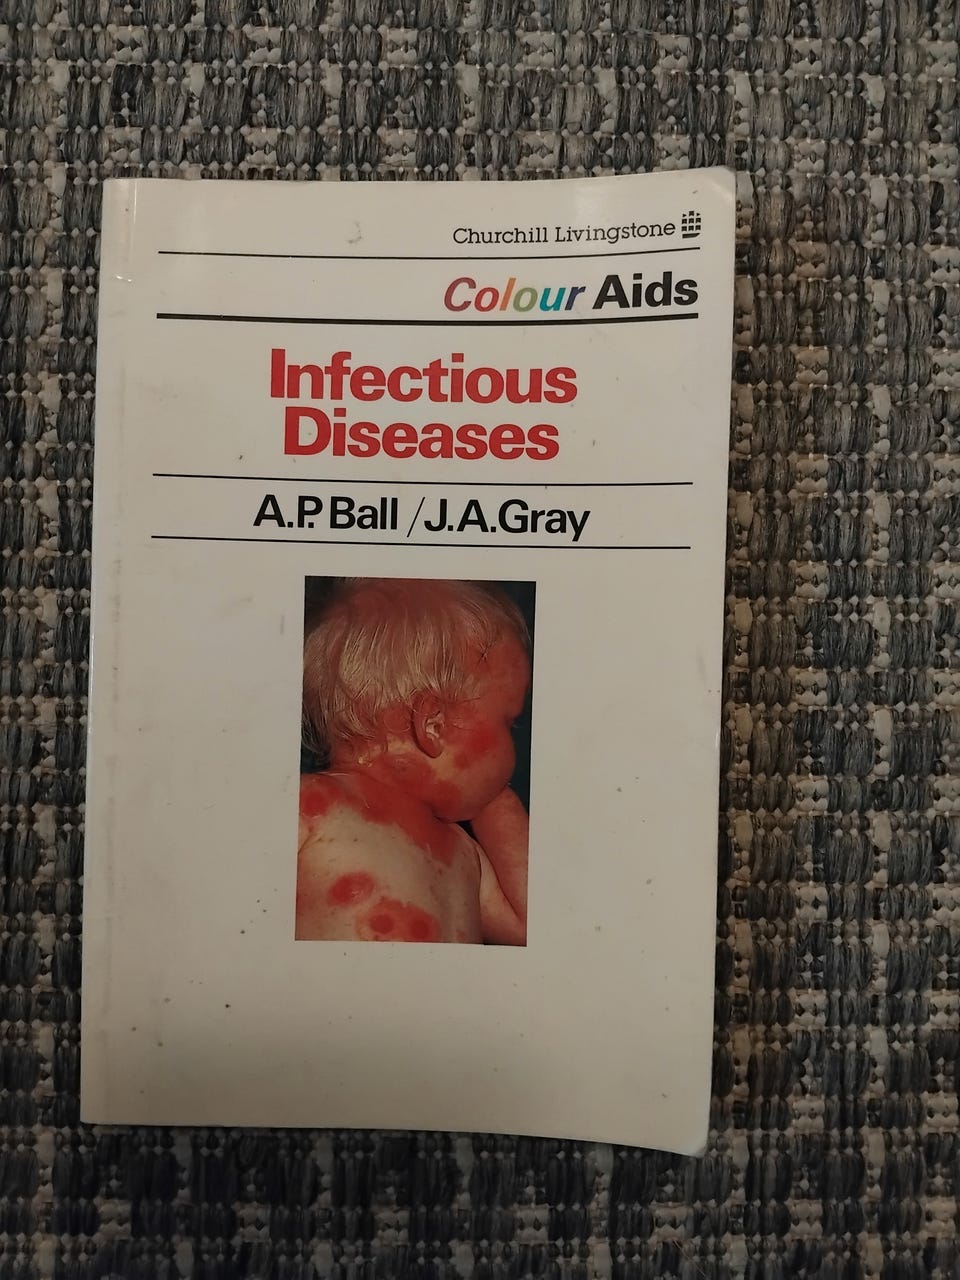 Churchill Livingstone
Colour Aids
Infectious
Diseases
A.P. Ball / J.A.Gray